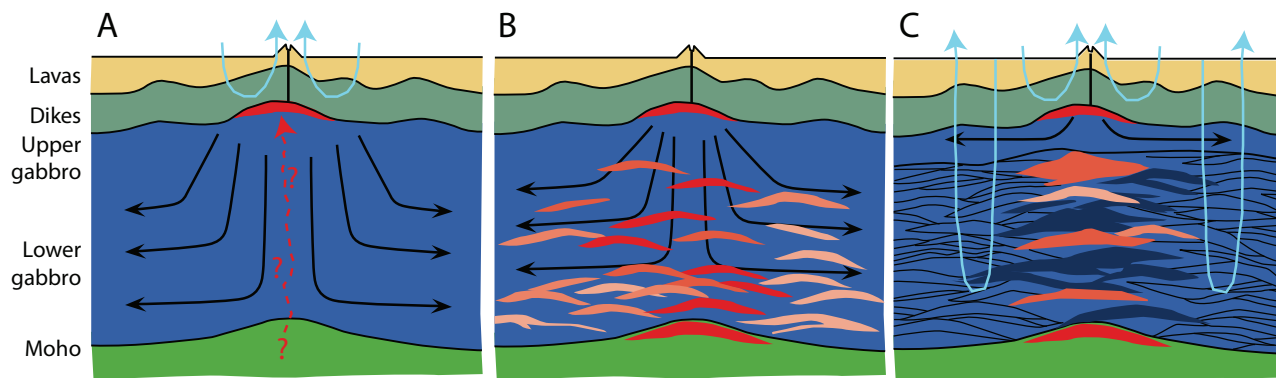 A
B
C
Lavas
Dikes
Upper
gabbro
Lower
gabbro
Moho
?
?
?